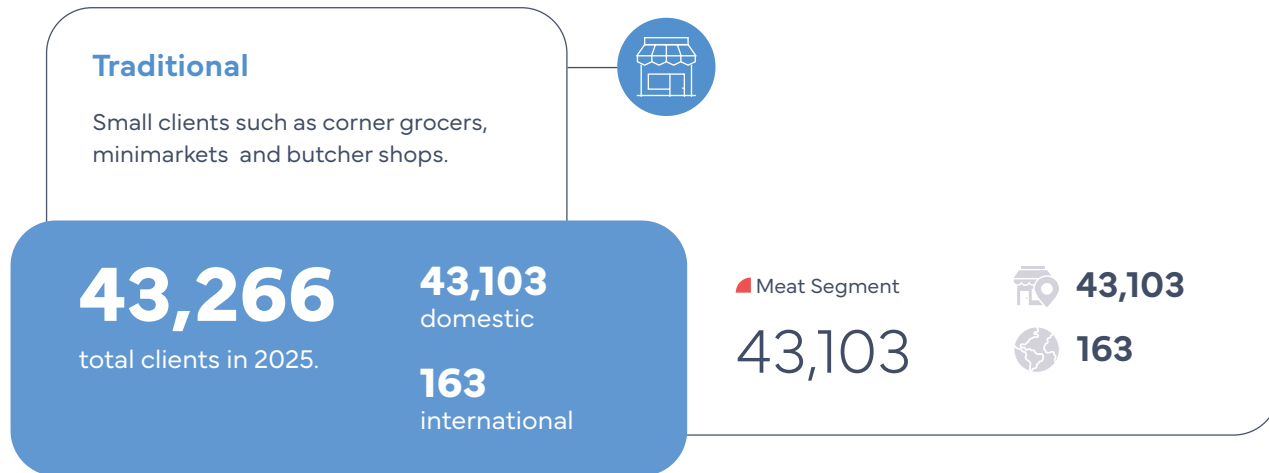 Traditional
Small clients such as corner grocers,
minimarkets and butcher shops.
43,266
total clients in 2025.
43,103
domestic
163
international
Meat Segment
43,103
43,103
163